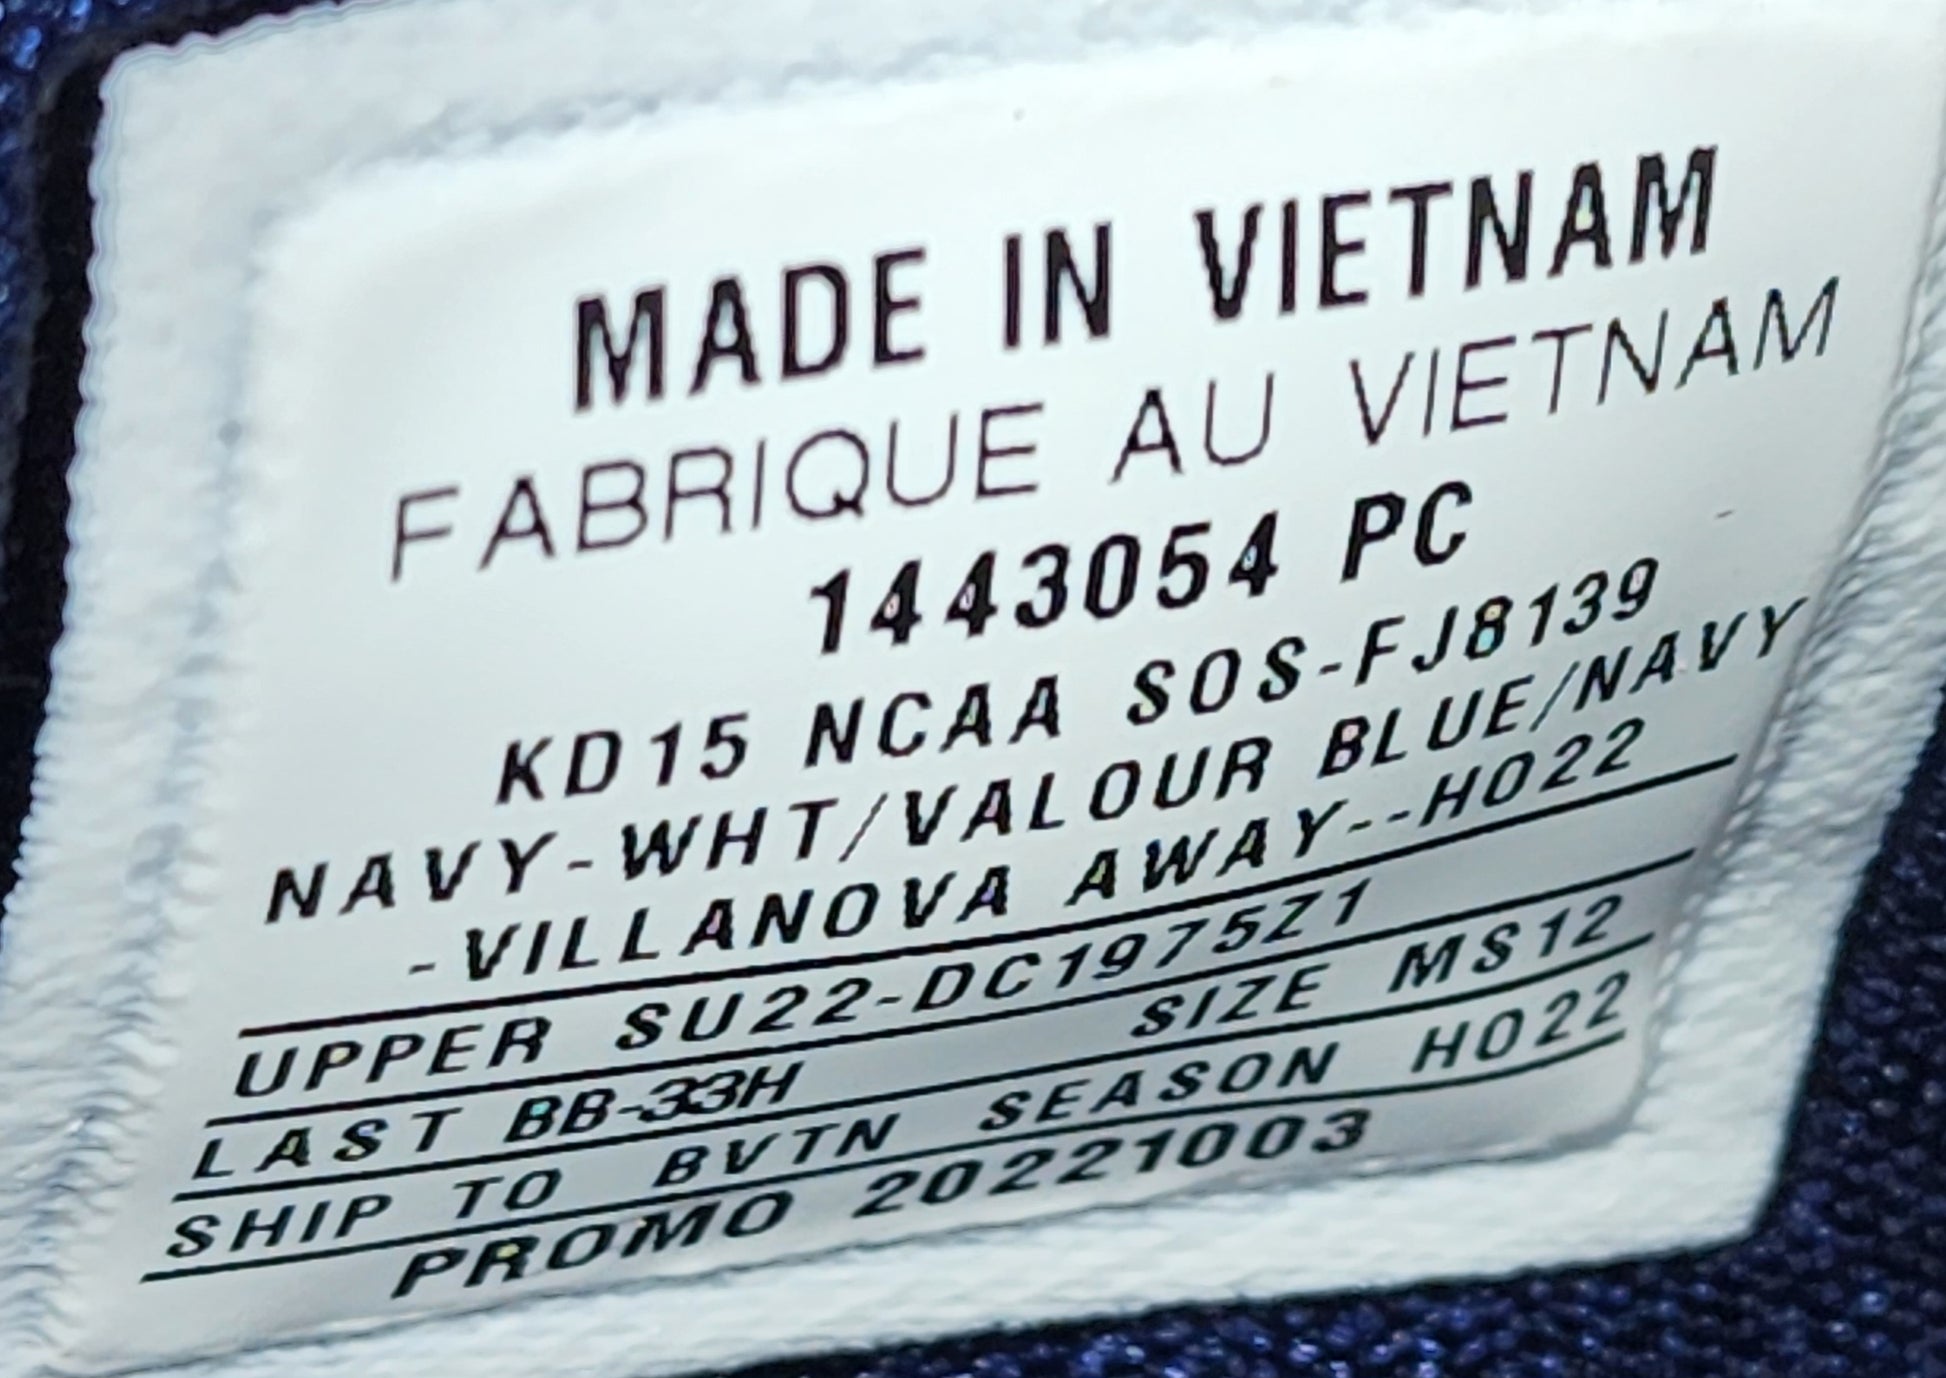 MADE IN VIETNAM
FABRIQUE AU VIETNAM
1443054 PC
KD15 NCAA SOS-FJ8139
NAVY-WHT/VALOUR BLUE/NAVY
-VILLANOVA AWAY--HO22
UPPER SU22-DC1975Z1
LAST BB-33H SIZE MS12
SHIP TO BVTN SEASON HO22
PROMO 20221003